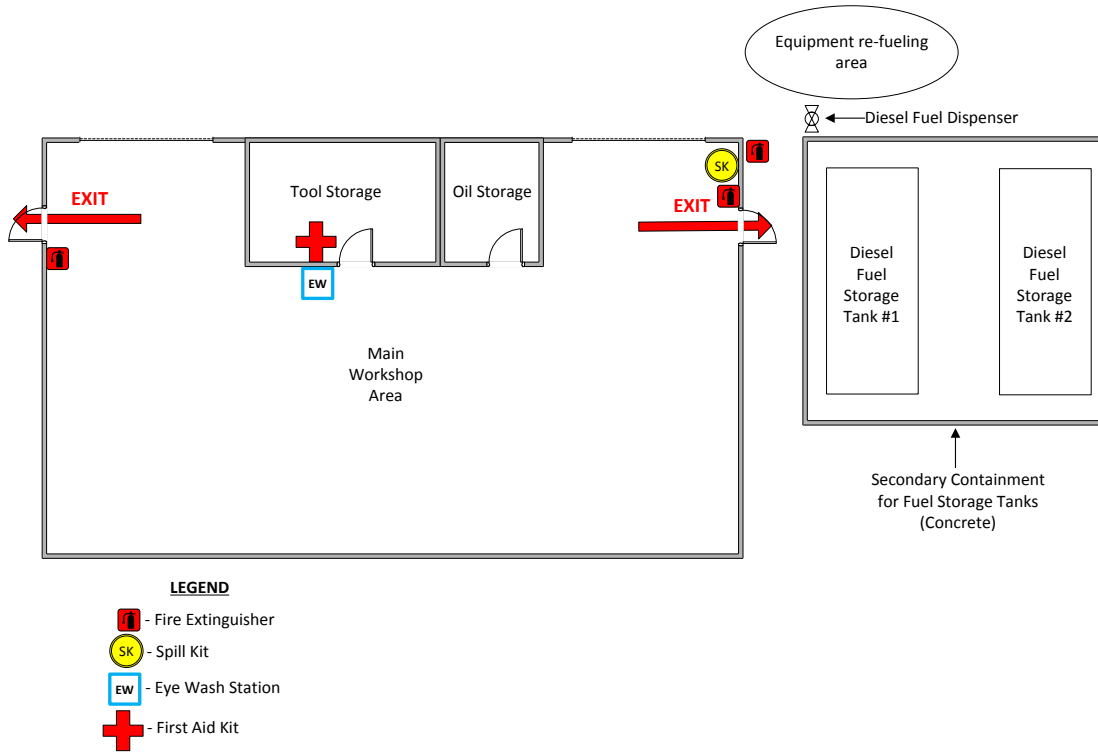 Equipment re-fueling
area
Diesel Fuel Dispenser
SK
Tool Storage
Oil Storage
EXIT
EXIT
EW
Diesel
Fuel
Storage
Tank #1
Diesel
Fuel
Storage
Tank #2
Main
Workshop
Area
Secondary Containment
for Fuel Storage Tanks
(Concrete)
LEGEND
- Fire Extinguisher
SK - Spill Kit
EW - Eye Wash Station
- First Aid Kit